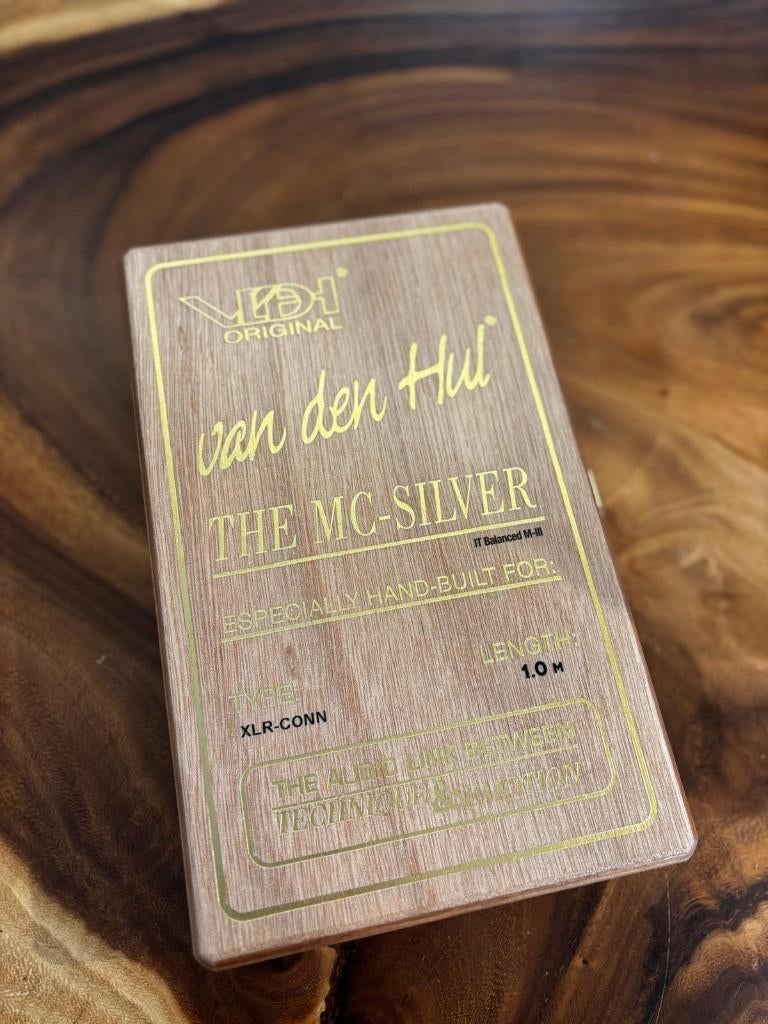 VDH
ORIGINAL
van den Hul
THE MC-SILVER
IT Balanced M-III
ESPECIALLY HAND-BUILT FOR:
LENGTH:
1.0 M
TYPE:
XLR-CONN
THE AUDIO LINK BETWEEN
TECHNIQUE & EMOTION